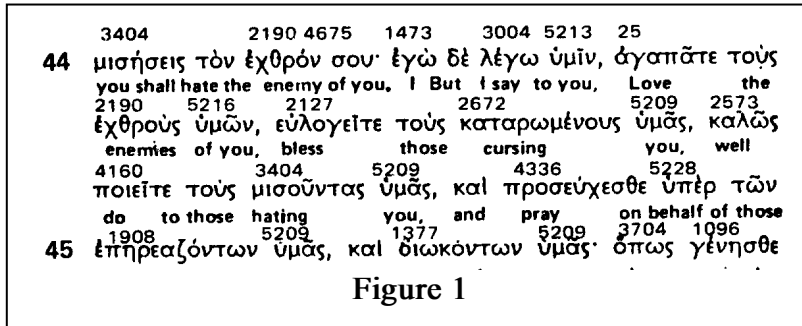 3404 2190 4675 1473 3004 5213 25
44 μισήσεις τὸν ἐχθρόν σου· ἐγὼ δὲ λέγω ὑμῖν, ἀγαπᾶτε τοὺς
you shall hate the enemy of you. I But I say to you, Love the
2190 5216 2127 2672 5209 2573
ἐχθροὺς ὑμῶν, εὐλογεῖτε τοὺς καταρωμένους ὑμᾶς, καλῶς
enemies of you, bless those cursing you, well
4160 3404 5209 4336 5228
ποιεῖτε τοὺς μισοῦντας ὑμᾶς, καὶ προσεύχεσθε ὑπὲρ τῶν
do to those hating you, and pray on behalf of those
1908 5209 1377 5209 3704 1096
45 ἐπηρεαζόντων ὑμᾶς, καὶ διωκόντων ὑμᾶς· ὅπως γένησθε
Figure 1